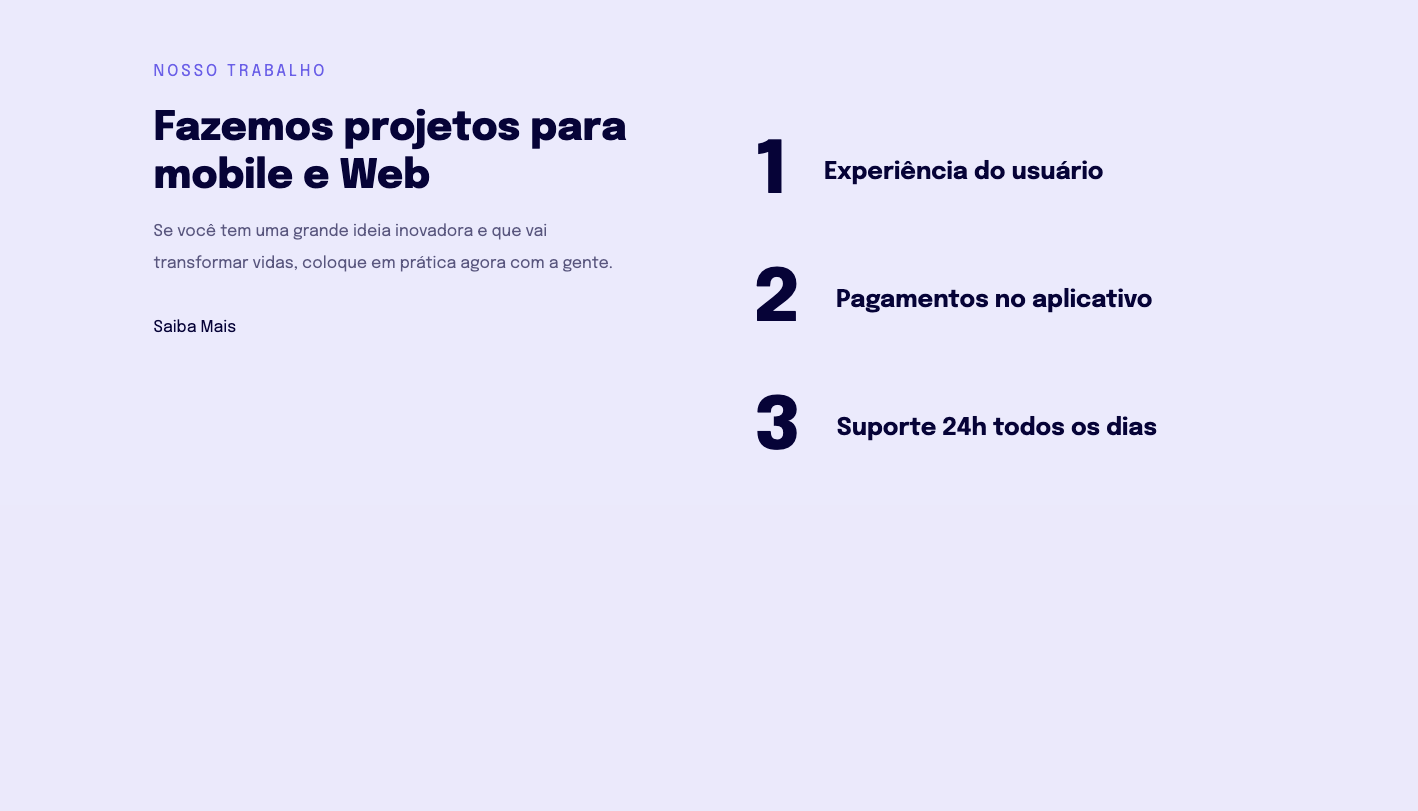 NOSSO TRABALHO
Fazemos projetos para
mobile e Web
Se você tem uma grande ideia inovadora e que vai
transformar vidas, coloque em prática agora com a gente.
Saiba Mais
1 Experiência do usuário
2 Pagamentos no aplicativo
3 Suporte 24h todos os dias